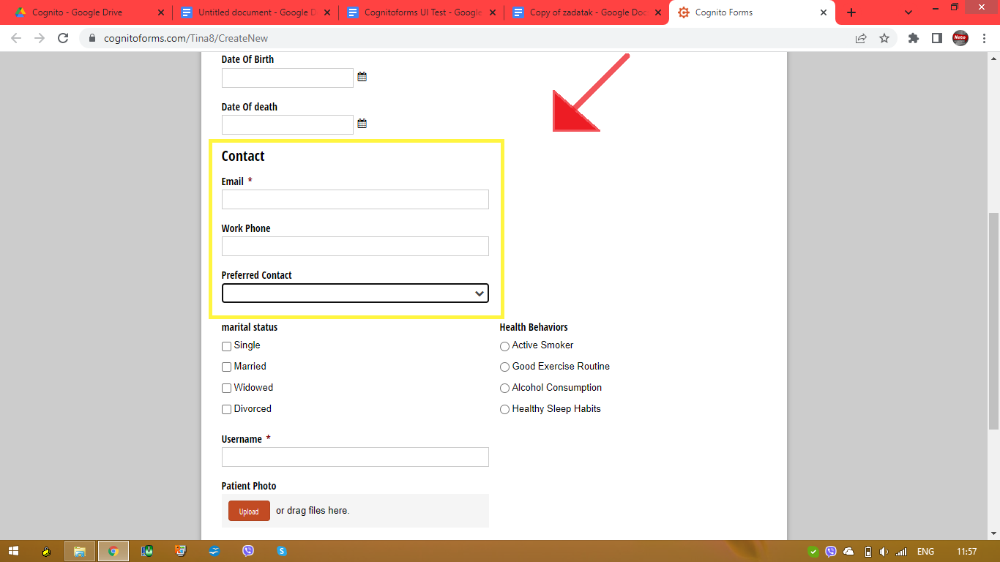 Cognito - Google Drive
Untitled document - Google D
Cognitoforms UI Test - Google
Copy of zadatak - Google Doc
Cognito Forms
cognitoforms.com/Tina8/CreateNew
Date Of Birth
Date Of death
Contact
Email *
Work Phone
Preferred Contact
marital status
Single
Married
Widowed
Divorced
Health Behaviors
Active Smoker
Good Exercise Routine
Alcohol Consumption
Healthy Sleep Habits
Username *
Patient Photo
Upload or drag files here.
ENG 11:57